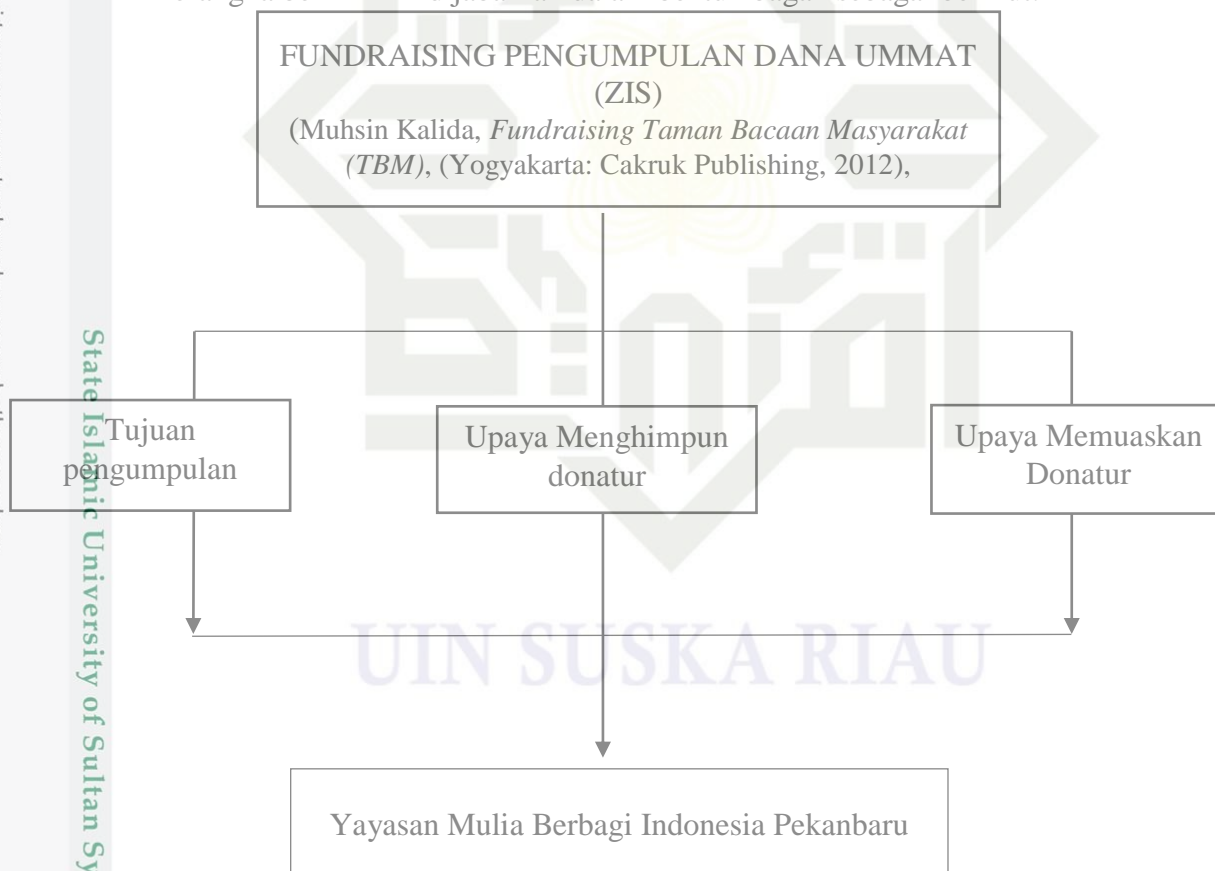 FUNDRAISING PENGUMPULAN DANA UMMAT
(ZIS)
(Muhsin Kalida, Fundraising Taman Bacaan Masyarakat
(TBM), (Yogyakarta: Cakruk Publishing, 2012),
Tujuan
pengumpulan
Upaya Menghimpun
donatur
Upaya Memuaskan
Donatur
Yayasan Mulia Berbagi Indonesia Pekanbaru
UIN SUSKA RIAU
State Islamic University of Sultan